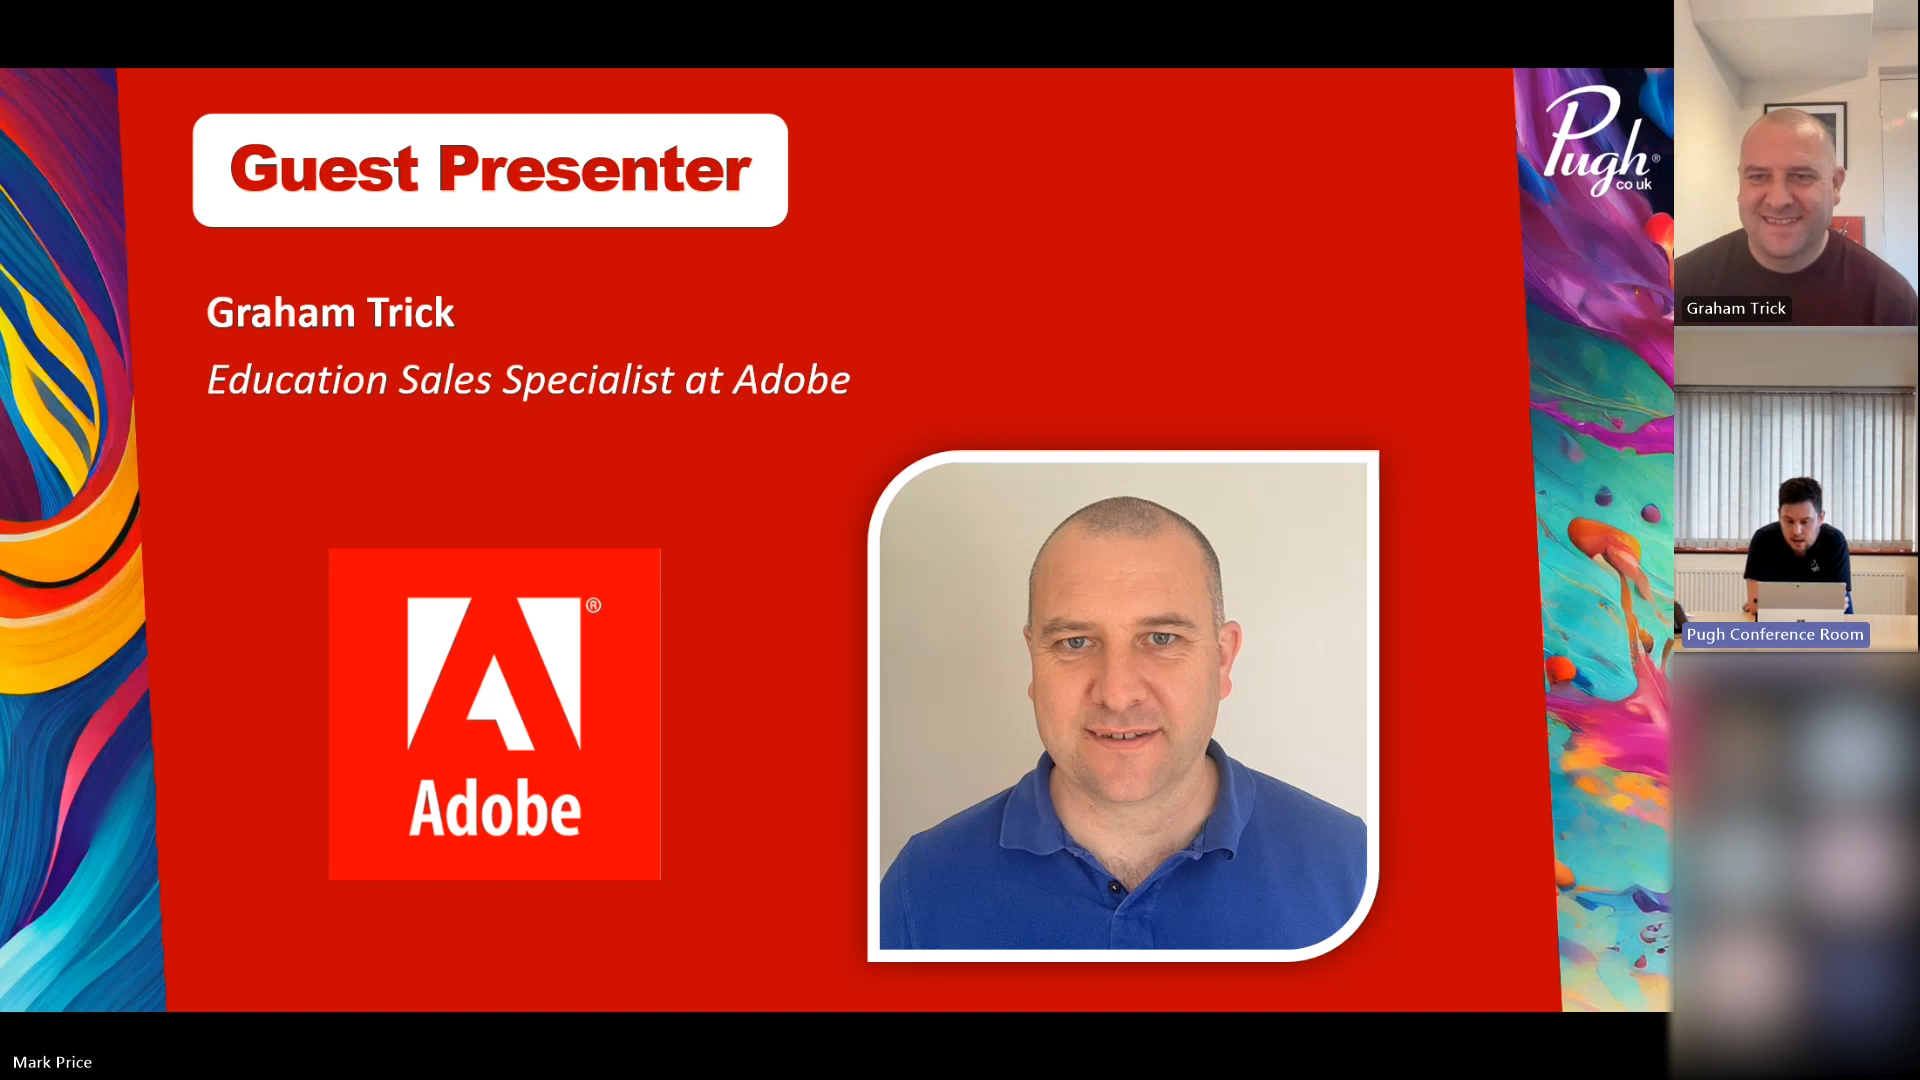 Guest Presenter
Graham Trick
Education Sales Specialist at Adobe
®
Adobe
Pugh®
co uk
Graham Trick
Pugh Conference Room
Mark Price